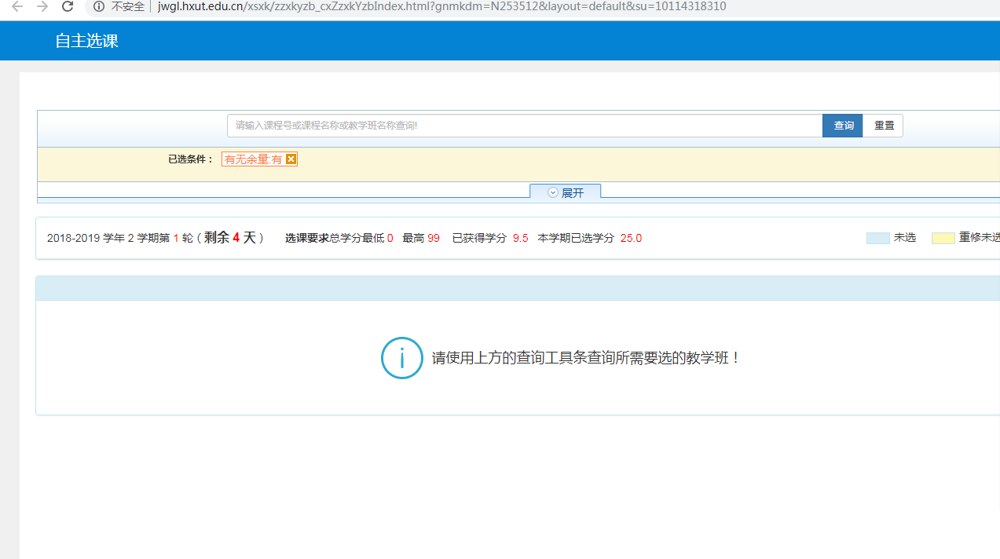 不安全 jwgl.hxut.edu.cn/xsxk/zzxkyzb_cxZzxkYzbIndex.html?gnmkdm=N253512&layout=default&su=10114318310
自主选课
请输入课程号或课程名称或教学班名称查询! 查询 重置
已选条件： 有无余量:有
展开
2018-2019 学年 2 学期第 1 轮 ( 剩余 4 天 ) 选课要求总学分最低 0 最高 99 已获得学分 9.5 本学期已选学分 25.0 未选 重修未选
请使用上方的查询工具条查询所需要选的教学班！